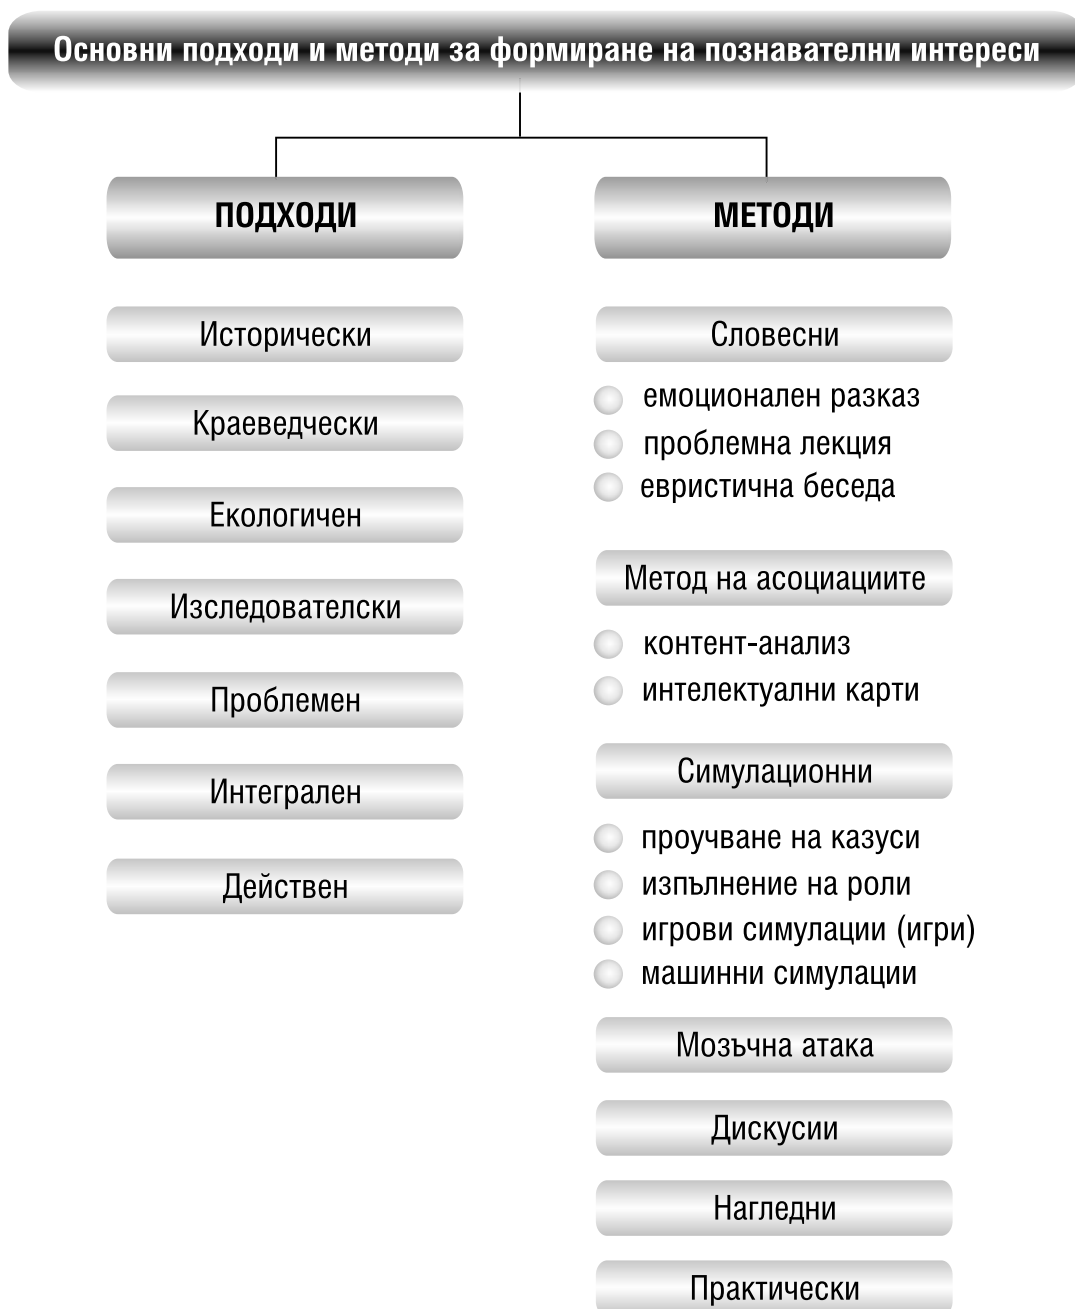 Основни подходи и методи за формиране на познавателни интереси
ПОДХОДИ
Исторически
Краеведчески
Екологичен
Изследователски
Проблемен
Интегрален
Действен
МЕТОДИ
Словесни
емоционален разказ
проблемна лекция
евристична беседа
Метод на асоциациите
контент-анализ
интелектуални карти
Симулационни
проучване на казуси
изпълнение на роли
игрови симулации (игри)
машинни симулации
Мозъчна атака
Дискусии
Нагледни
Практически